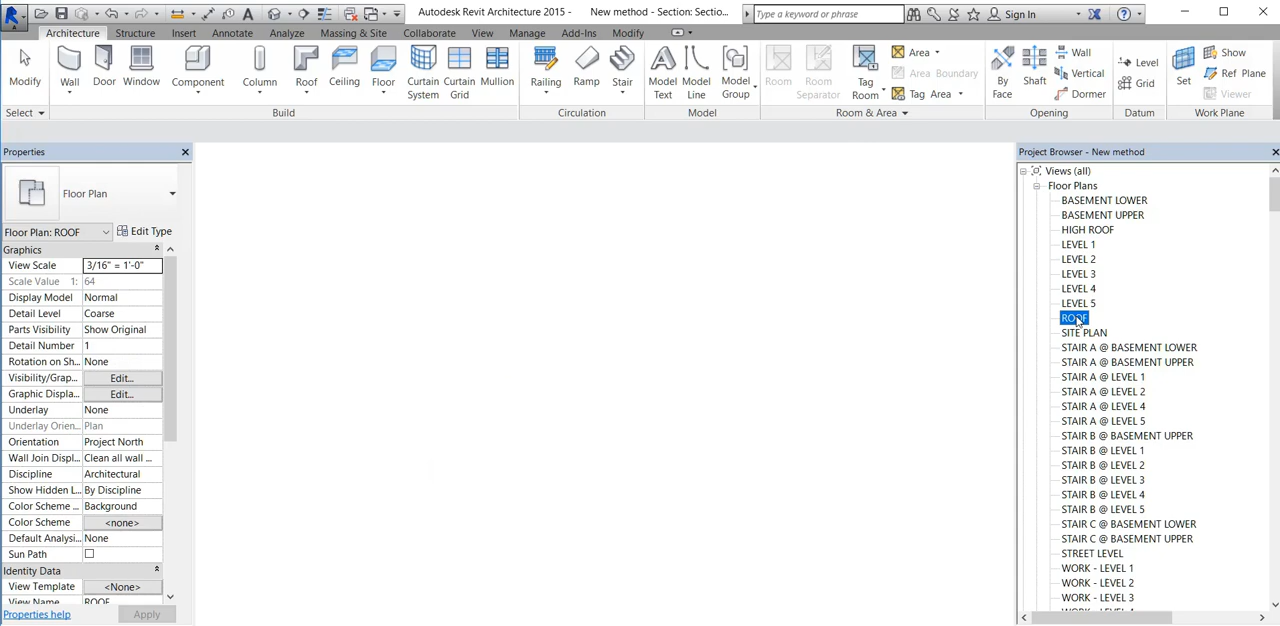 Autodesk Revit Architecture 2015 - New method - Section: Sectio...
Type a keyword or phrase
Sign In
Architecture Structure Insert Annotate Analyze Massing & Site Collaborate View Manage Add-Ins Modify
Modify
Wall
Door
Window
Component
Column
Roof
Ceiling
Floor
Curtain System
Curtain Grid
Mullion
Railing
Ramp
Stair
Model Text
Model Line
Model Group
Room
Room Separator
Tag Room
Area
Area Boundary
Tag Area
By Face
Shaft
Wall
Vertical
Dormer
Level
Grid
Set
Show
Ref Plane
Viewer
Select Build Circulation Model Room & Area Opening Datum Work Plane
Properties
Floor Plan
Floor Plan: ROOF Edit Type
Graphics
View Scale 3/16" = 1'-0"
Scale Value 1: 64
Display Model Normal
Detail Level Coarse
Parts Visibility Show Original
Detail Number 1
Rotation on Sh... None
Visibility/Grap... Edit...
Graphic Displa... Edit...
Underlay None
Underlay Orien... Plan
Orientation Project North
Wall Join Displ... Clean all wall ...
Discipline Architectural
Show Hidden L... By Discipline
Color Scheme ... Background
Color Scheme <none>
Default Analysi... None
Sun Path
Identity Data
View Template <None>
View Name ROOF
Properties help Apply
Project Browser - New method
Views (all)
Floor Plans
BASEMENT LOWER
BASEMENT UPPER
HIGH ROOF
LEVEL 1
LEVEL 2
LEVEL 3
LEVEL 4
LEVEL 5
ROOF
SITE PLAN
STAIR A @ BASEMENT LOWER
STAIR A @ BASEMENT UPPER
STAIR A @ LEVEL 1
STAIR A @ LEVEL 2
STAIR A @ LEVEL 4
STAIR A @ LEVEL 5
STAIR B @ BASEMENT UPPER
STAIR B @ LEVEL 1
STAIR B @ LEVEL 2
STAIR B @ LEVEL 3
STAIR B @ LEVEL 4
STAIR B @ LEVEL 5
STAIR C @ BASEMENT LOWER
STAIR C @ BASEMENT UPPER
STREET LEVEL
WORK - LEVEL 1
WORK - LEVEL 2
WORK - LEVEL 3